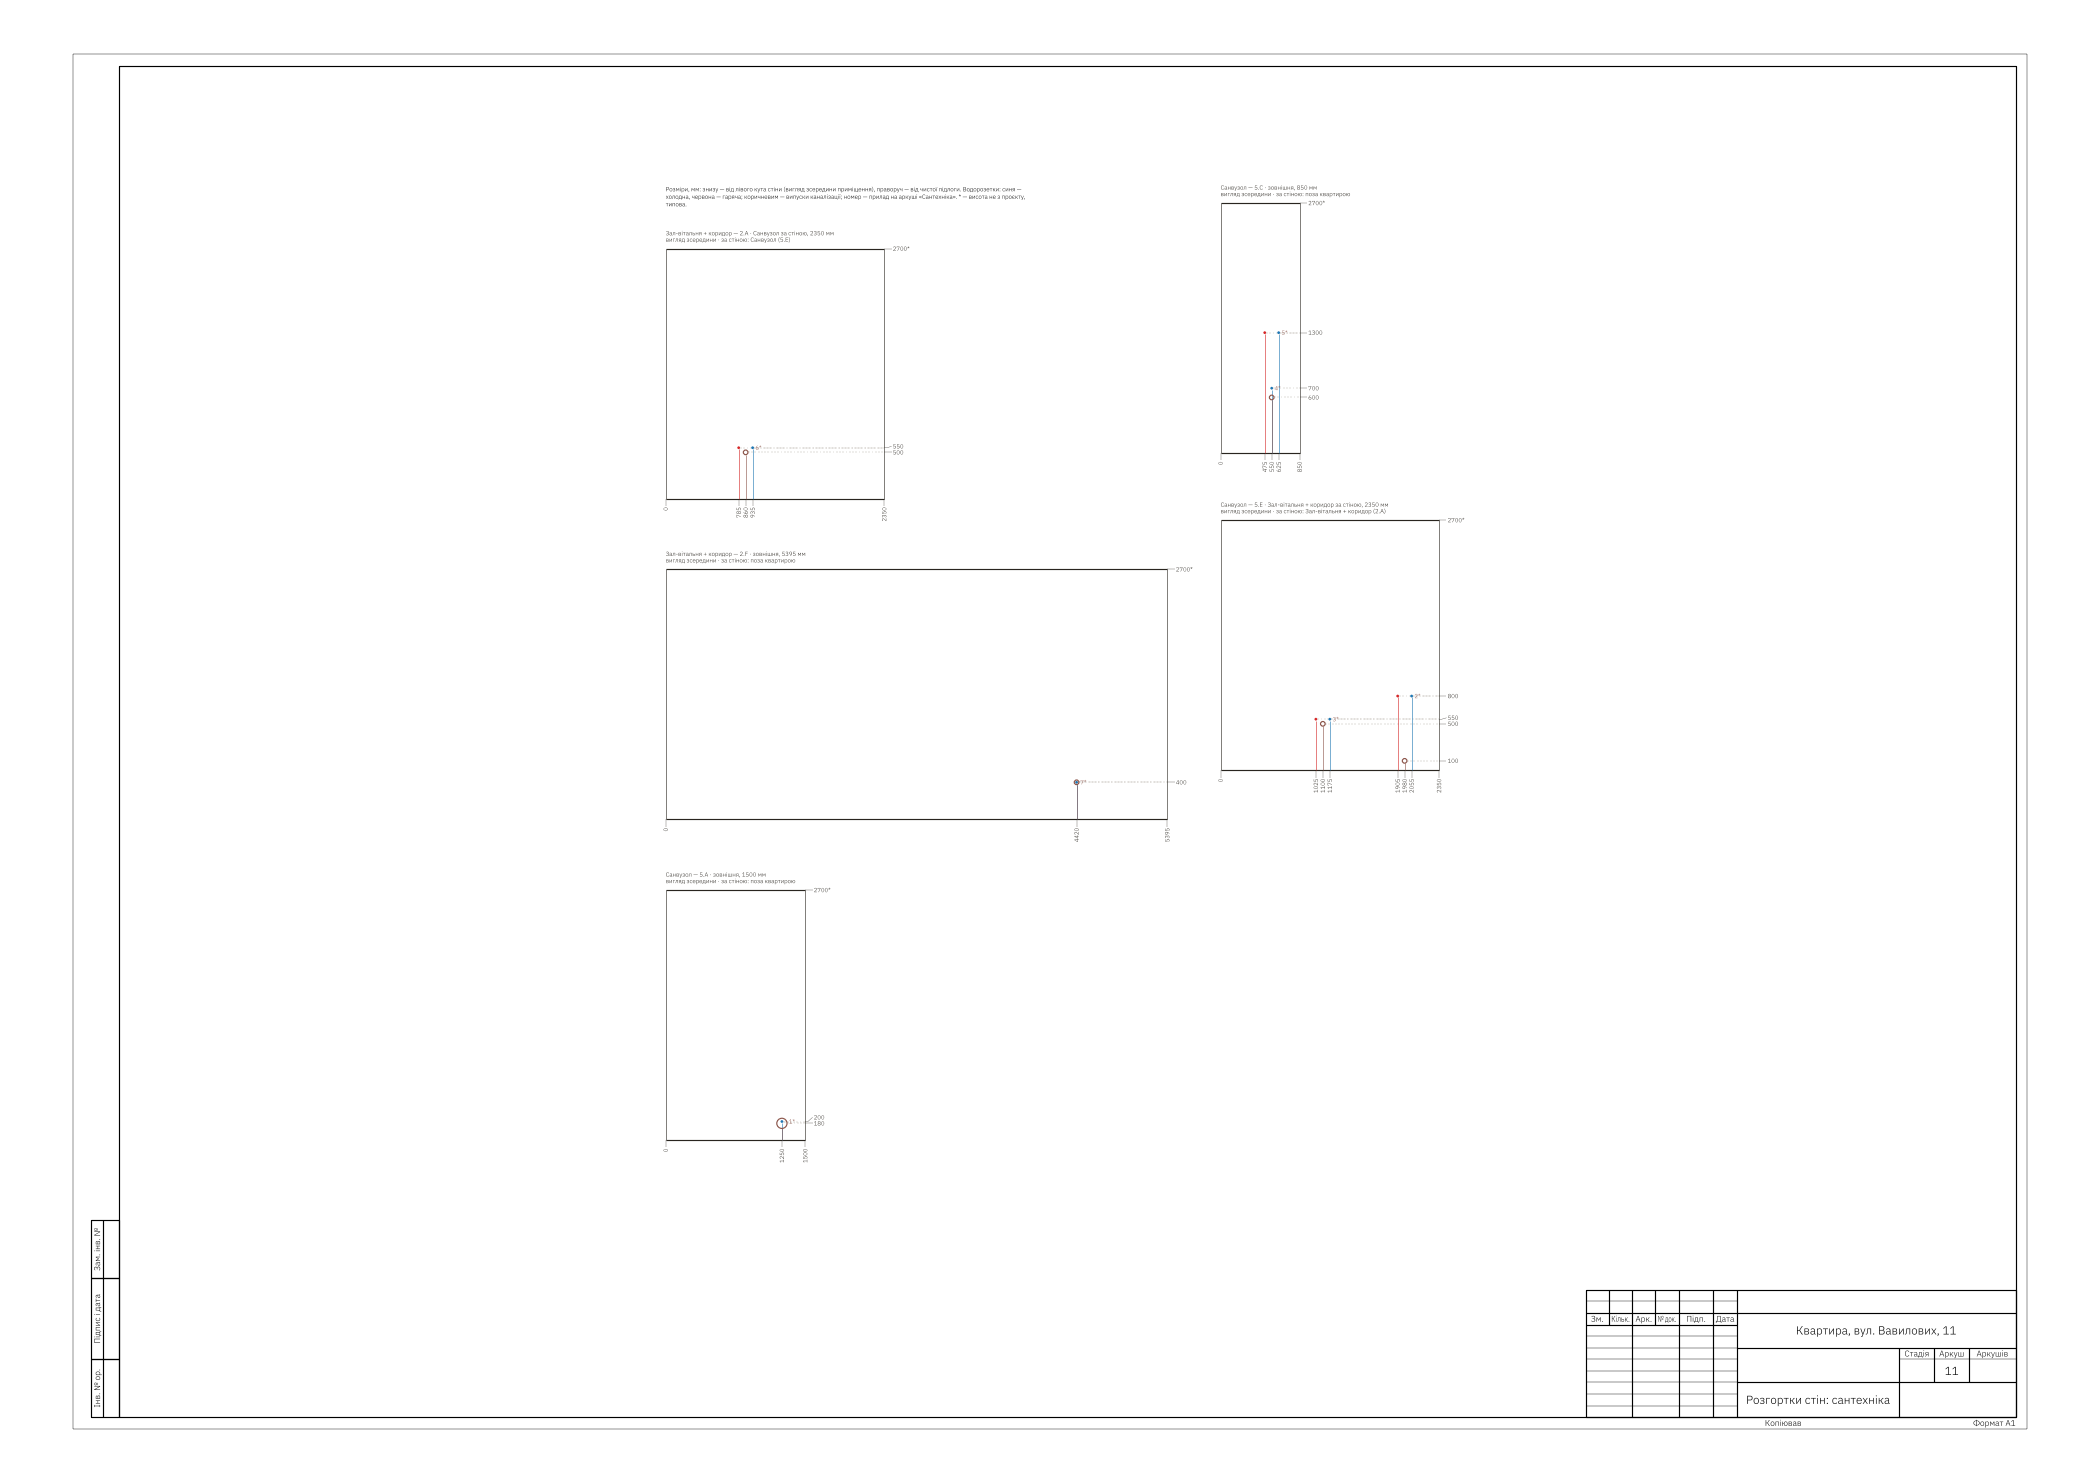 Розміри, мм: знизу — від лівого кута стіни (вигляд зсередини приміщення), праворуч — від чистої підлоги. Водорозетки: синя —
холодна, червона — гаряча; коричневим — випуски каналізації; номер — прилад на аркуші «Сантехніка». * — висота не з проєкту,
типова.
Зал-вітальня + коридор — 2.A · Санвузол за стіною, 2350 мм
вигляд зсередини · за стіною: Санвузол (5.E)
2700*
550
500
0
785
860
935
2350
Зал-вітальня + коридор — 2.F · зовнішня, 5395 мм
вигляд зсередини · за стіною: поза квартирою
2700*
400
0
4420
5395
Санвузол — 5.A · зовнішня, 1500 мм
вигляд зсередини · за стіною: поза квартирою
2700*
1*
200
180
0
1250
1500
Санвузол — 5.C · зовнішня, 850 мм
вигляд зсередини · за стіною: поза квартирою
2700*
5*
1300
4*
700
600
0
475
550
625
850
Санвузол — 5.E · Зал-вітальня + коридор за стіною, 2350 мм
вигляд зсередини · за стіною: Зал-вітальня + коридор (2.A)
2700*
800
3*
550
500
100
0
1025
1100
1175
1905
1980
2055
2350
Зам. інв. №
Підпис і дата
Інв. № ор.
Зм. Кільк. Арк. № док. Підп. Дата
Квартира, вул. Вавилових, 11
Стадія Аркуш Аркушів
11
Розгортки стін: сантехніка
Копіював
Формат A1